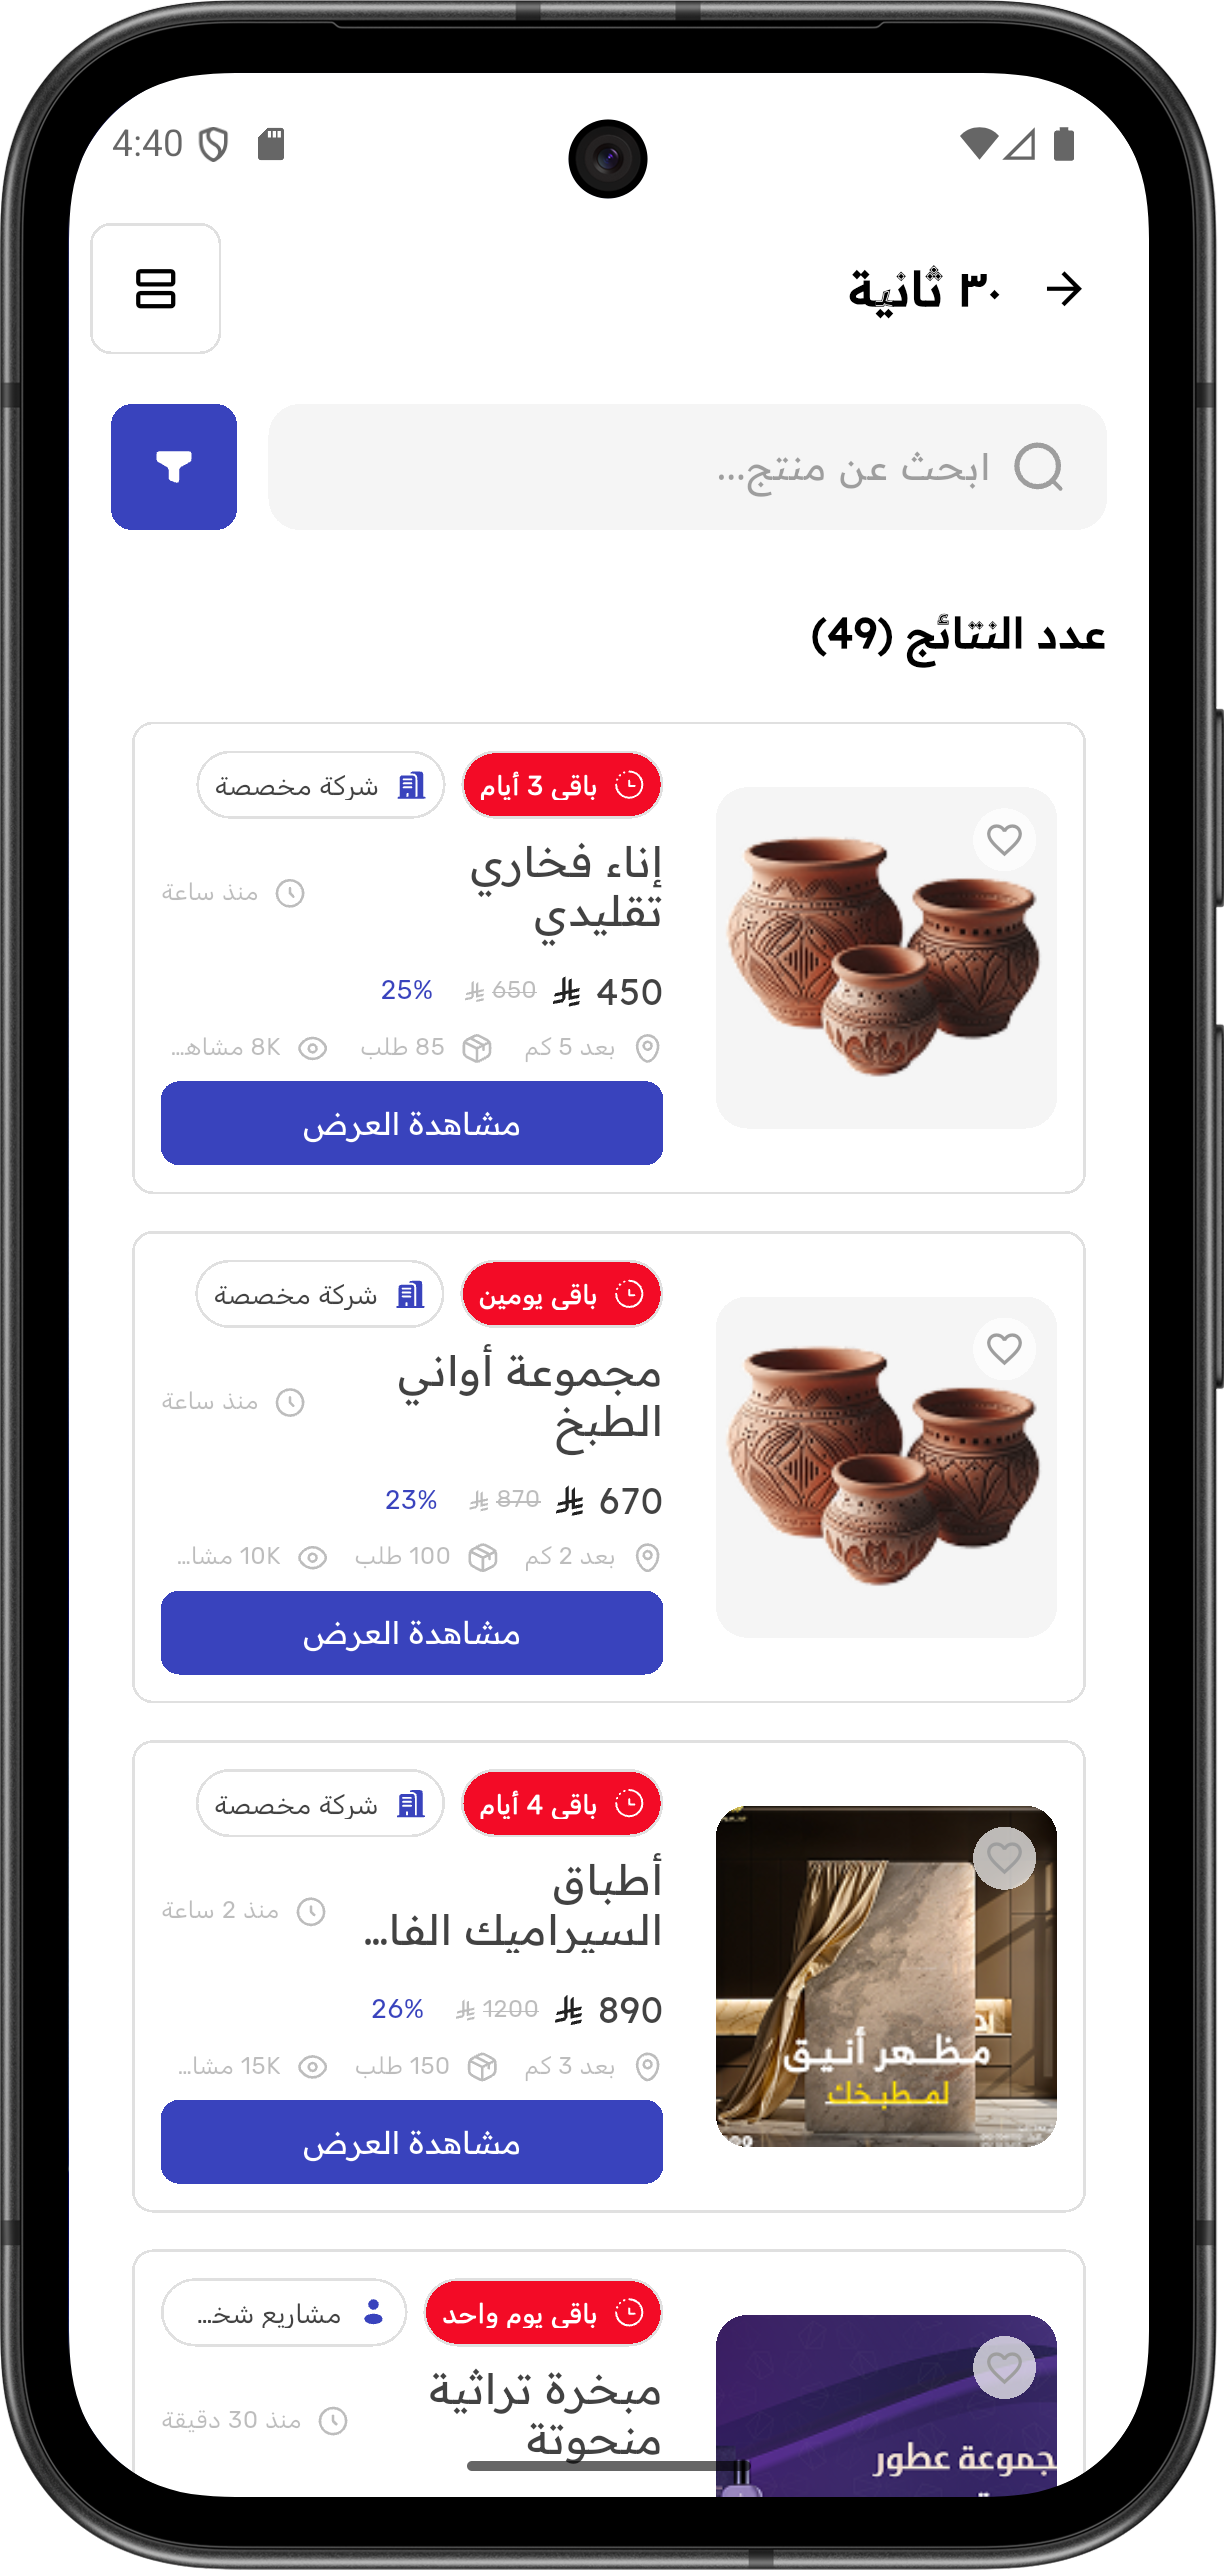 4:40
٣٠ ثانية
ابحث عن منتج...
عدد النتائج (49)
باقي 3 أيام
شركة مخصصة
إناء فخاري
تقليدي
منذ ساعة
450
650
25%
بعد 5 كم
85 طلب
8K مشاهـ...
مشاهدة العرض
باقي يومين
شركة مخصصة
مجموعة أواني
الطبخ
منذ ساعة
670
870
23%
بعد 2 كم
100 طلب
10K مشا...
مشاهدة العرض
باقي 4 أيام
شركة مخصصة
أطباق
السيراميك الفا...
منذ 2 ساعة
890
1200
26%
بعد 3 كم
150 طلب
15K مشا...
مشاهدة العرض
مظهر أنيق
لمطبخك
باقي يوم واحد
مشاريع شخـ...
مبخرة تراثية
منحوتة
منذ 30 دقيقة
جموعة عطور